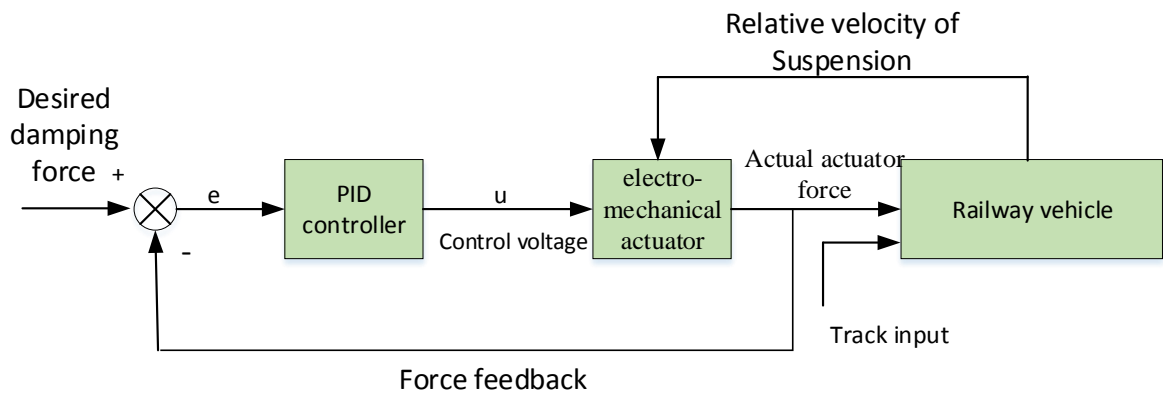 Relative velocity of
Suspension
Desired
damping
force +
e
PID
controller
u
Control voltage
electro-
mechanical
actuator
Actual actuator
force
Railway vehicle
-
Track input
Force feedback